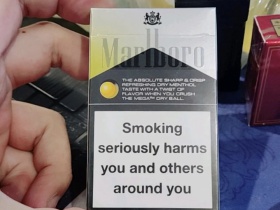 Marlboro
THE ABSOLUTE SHARP & CRISP
REFRESHING DRY MENTHOL
TASTE WITH A TWIST OF
FLAVOR WHEN YOU CRUSH
THE MEGA™ DRY BALL.
Smoking
seriously harms
you and others
around you